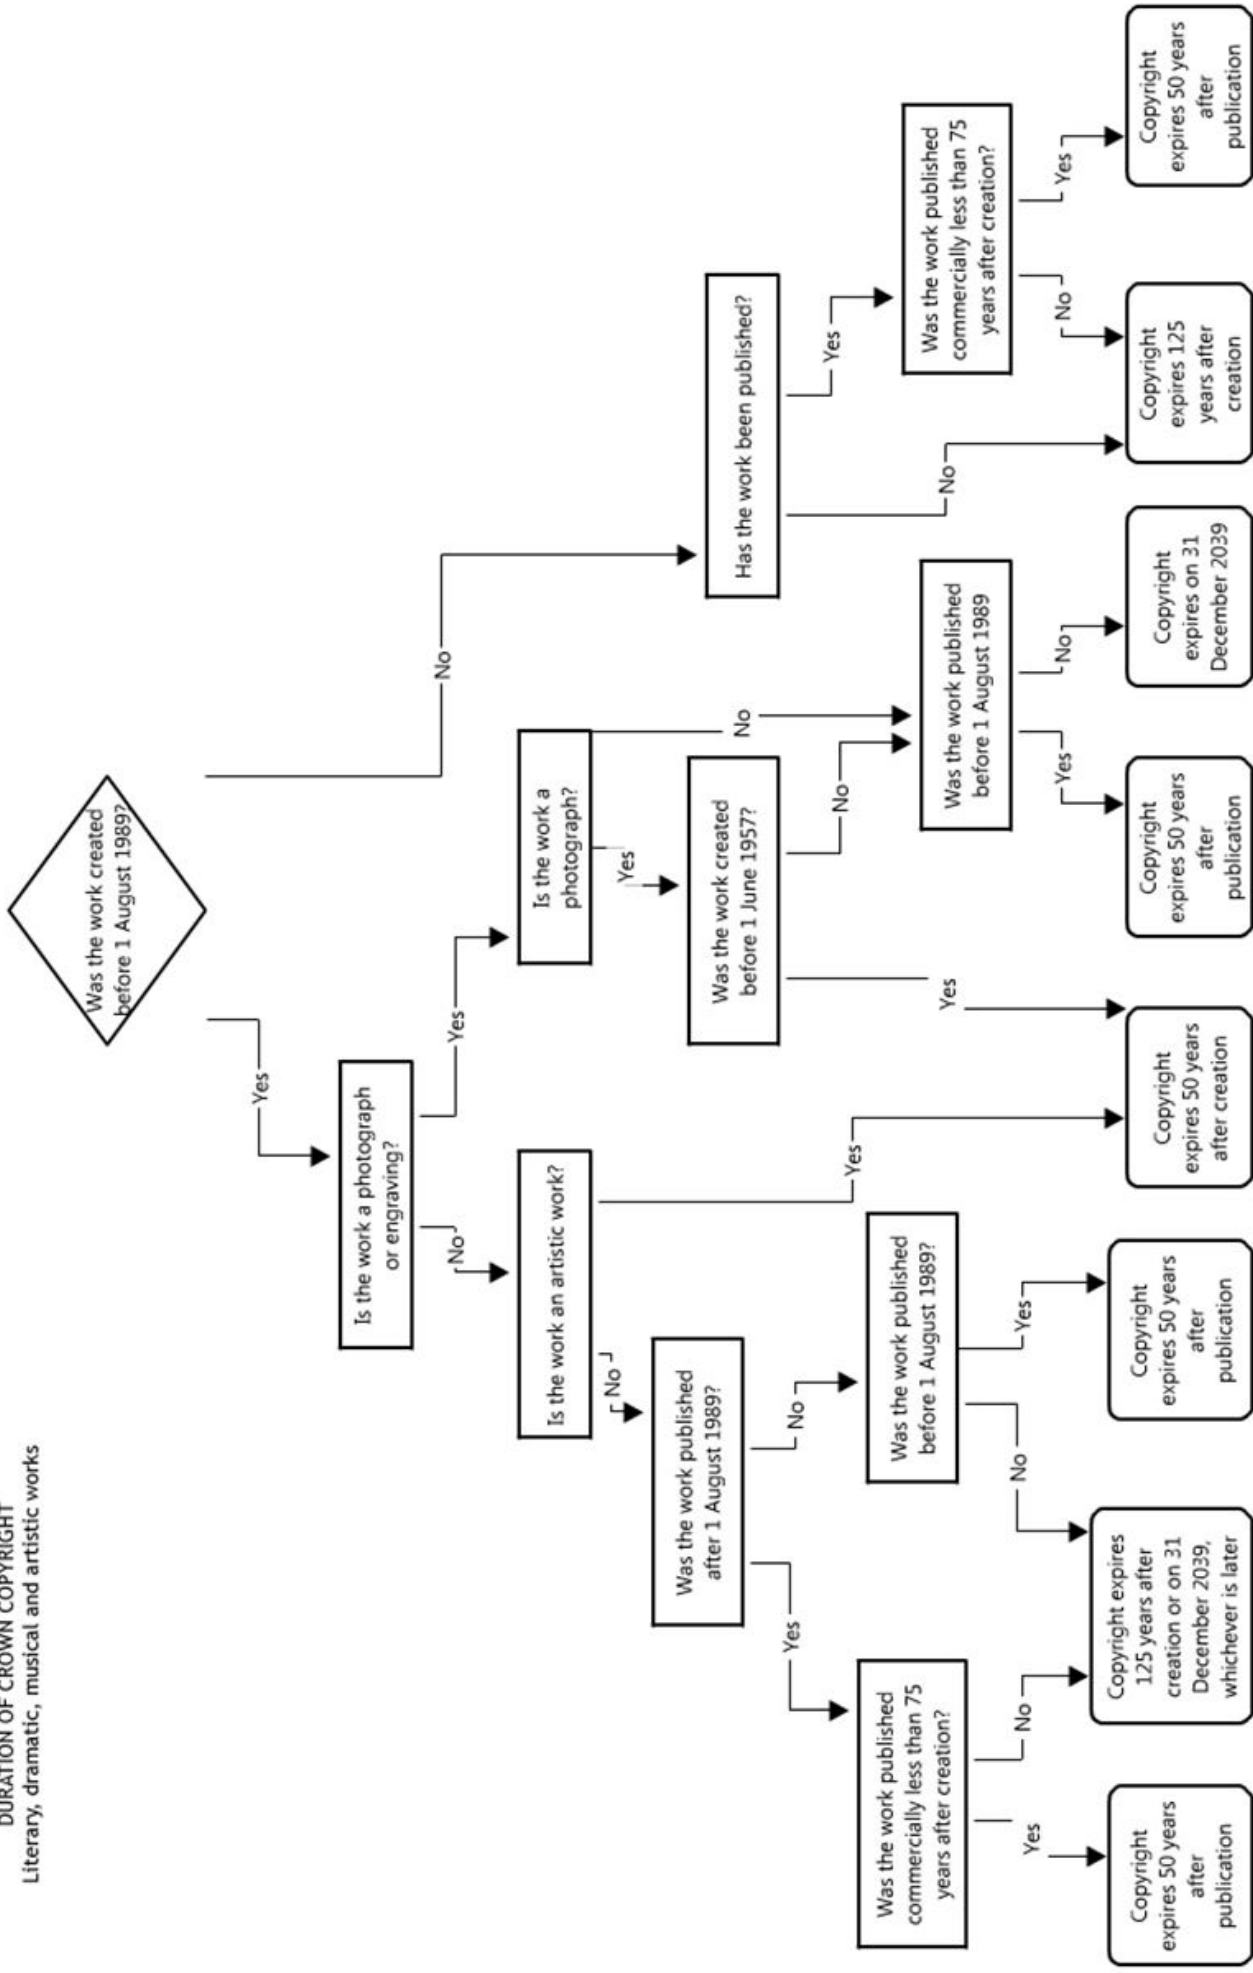 DURATION OF CROWN COPYRIGHT
Literary, dramatic, musical and artistic works
Was the work created
before 1 August 1989?
Yes
No
Is the work a photograph
or engraving?
No
Yes
Is the work an artistic work?
No
Yes
Is the work a
photograph?
Yes
No
Was the work published
after 1 August 1989?
Yes
No
Was the work created
before 1 June 1957?
Yes
No
Has the work been published?
No
Yes
Was the work published
commercially less than 75
years after creation?
Yes
No
Was the work published
before 1 August 1989?
No
Yes
Was the work published
before 1 August 1989
Yes
No
Was the work published
commercially less than 75
years after creation?
No
Yes
Copyright
expires 50 years
after
publication
Copyright expires
125 years after
creation or on 31
December 2039,
whichever is later
Copyright
expires 50 years
after
publication
Copyright
expires 50 years
after creation
Copyright
expires 50 years
after
publication
Copyright
expires on 31
December 2039
Copyright
expires 125
years after
creation
Copyright
expires 50 years
after
publication